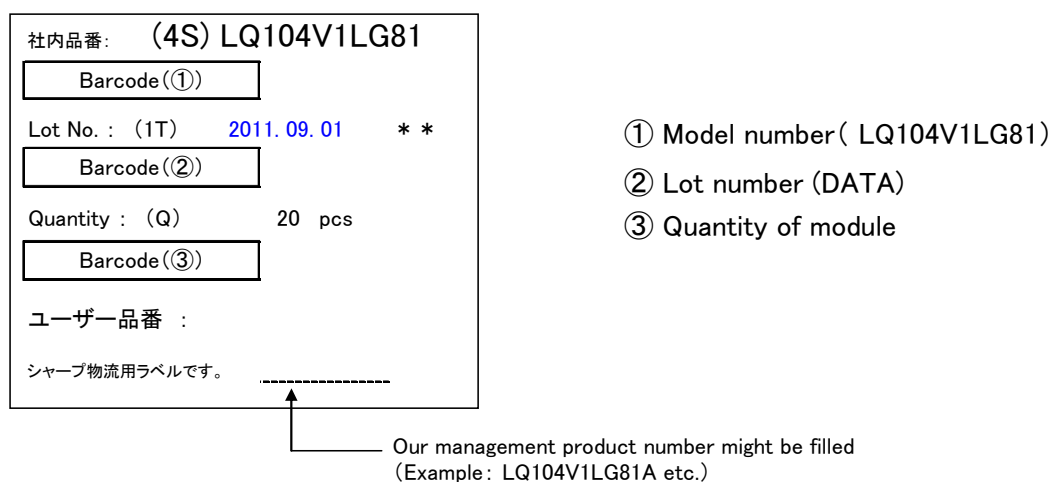 社内品番: (4S) LQ104V1LG81
Barcode(①)
Lot No. : (1T) 2011. 09. 01 * *
Barcode(②)
Quantity : (Q) 20 pcs
Barcode(③)
ユーザー品番 :
シャープ物流用ラベルです。
① Model number( LQ104V1LG81)
② Lot number (DATA)
③ Quantity of module
Our management product number might be filled
(Example: LQ104V1LG81A etc.)